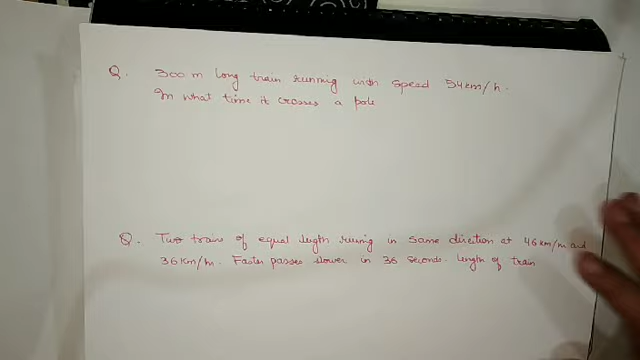 Q. 300 m long train running with speed 54 km/h.
In what time it crosses a pole
Q. Two trains of equal length running in same direction at 46 km/m and
36 km/m. Faster passes slower in 36 seconds. length of train